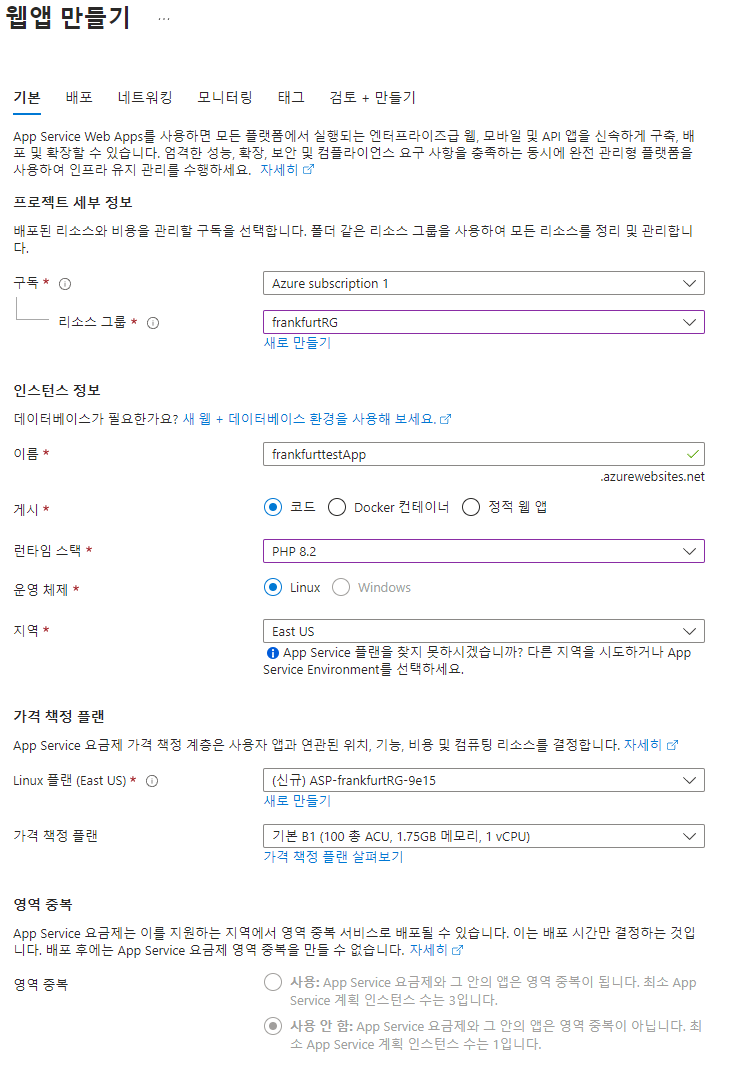 웹앱 만들기 ...
기본 배포 네트워킹 모니터링 태그 검토 + 만들기
App Service Web Apps를 사용하면 모든 플랫폼에서 실행되는 엔터프라이즈급 웹, 모바일 및 API 앱을 신속하게 구축, 배
포 및 확장할 수 있습니다. 엄격한 성능, 확장, 보안 및 컴플라이언스 요구 사항을 충족하는 동시에 완전 관리형 플랫폼을
사용하여 인프라 유지 관리를 수행하세요. 자세히
프로젝트 세부 정보
배포된 리소스와 비용을 관리할 구독을 선택합니다. 폴더 같은 리소스 그룹을 사용하여 모든 리소스를 정리 및 관리합니
다.
구독 * Azure subscription 1
리소스 그룹 * frankfurtRG
새로 만들기
인스턴스 정보
데이터베이스가 필요한가요? 새 웹 + 데이터베이스 환경을 사용해 보세요.
이름 * frankfurttestApp
.azurewebsites.net
게시 * 코드 Docker 컨테이너 정적 웹 앱
런타임 스택 * PHP 8.2
운영 체제 * Linux Windows
지역 * East US
App Service 플랜을 찾지 못하시겠습니까? 다른 지역을 시도하거나 App
Service Environment를 선택하세요.
가격 책정 플랜
App Service 요금제 가격 책정 계층은 사용자 앱과 연관된 위치, 기능, 비용 및 컴퓨팅 리소스를 결정합니다. 자세히
Linux 플랜 (East US) * (신규) ASP-frankfurtRG-9e15
새로 만들기
가격 책정 플랜 기본 B1 (100 총 ACU, 1.75GB 메모리, 1 vCPU)
가격 책정 플랜 살펴보기
영역 중복
App Service 요금제는 이를 지원하는 지역에서 영역 중복 서비스로 배포될 수 있습니다. 이는 배포 시간만 결정하는 것입
니다. 배포 후에는 App Service 요금제 영역 중복을 만들 수 없습니다. 자세히
영역 중복 사용: App Service 요금제와 그 안의 앱은 영역 중복이 됩니다. 최소 App
Service 계획 인스턴스 수는 3입니다.
사용 안 함: App Service 요금제와 그 안의 앱은 영역 중복이 아닙니다. 최
소 App Service 계획 인스턴스 수는 1입니다.